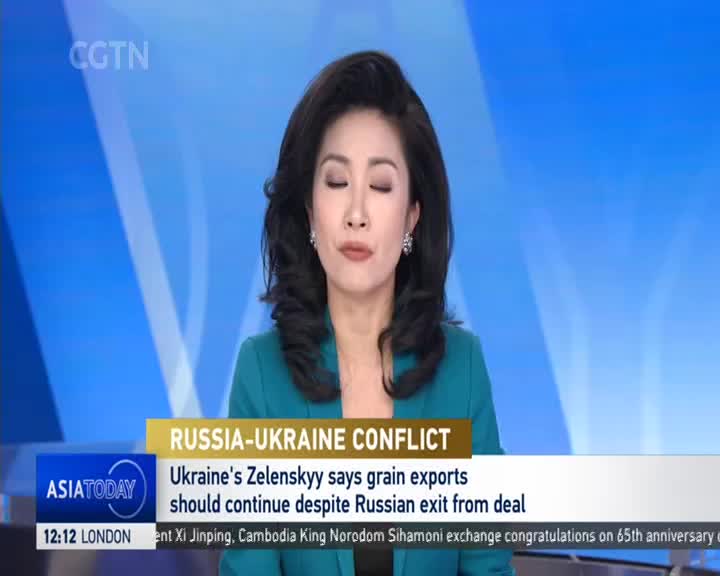 CGTN
RUSSIA-UKRAINE CONFLICT
Ukraine's Zelenskyy says grain exports
should continue despite Russian exit from deal
ASIA TODAY
12:12 LONDON
Xi Jinping, Cambodia King Norodom Sihamoni exchange congratulations on 65th anniversary